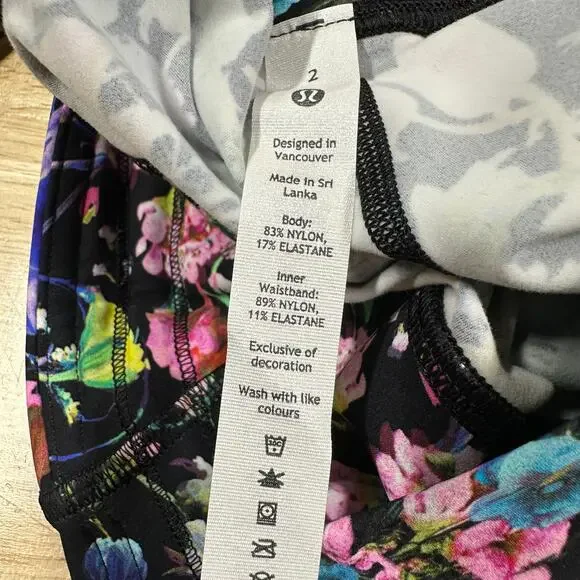 2
Designed in
Vancouver
Made in Sri
Lanka
Body:
83% NYLON,
17% ELASTANE
Inner
Waistband:
89% NYLON,
11% ELASTANE
Exclusive of
decoration
Wash with like
colours